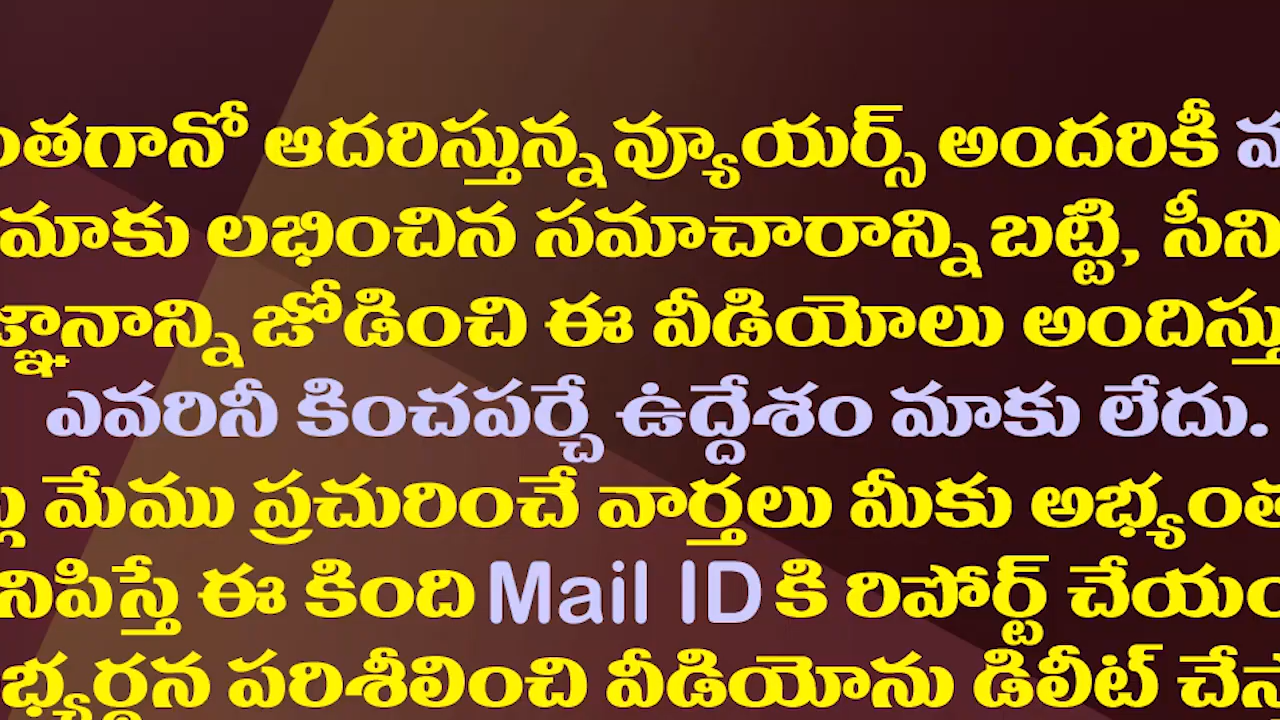 ఆదరిస్తున్న వ్యూయర్స్ అందరికీ
మాకు లభించిన సమాచారాన్ని బట్టి,
జోడించి ఈ వీడియోలు
ఎవరినీ కించపర్చే ఉద్దేశం మాకు లేదు.
మేము ప్రచురించే వార్తలు మీకు
ఈ కింది Mail ID కి రిపోర్ట్
పరిశీలించి వీడియోను డిలీట్